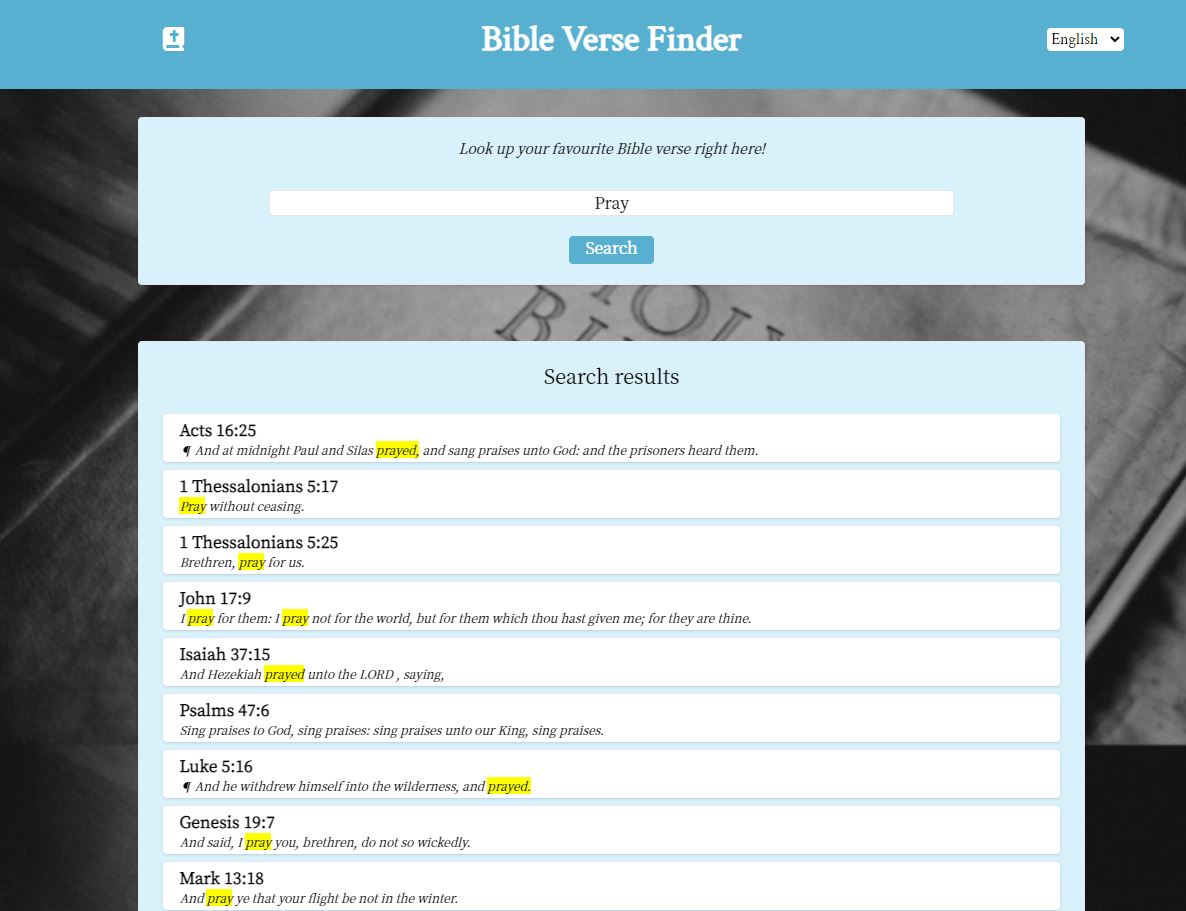 Bible Verse Finder
English
Look up your favourite Bible verse right here!
Pray
Search
HOLY
BI
Search results
Acts 16:25
¶ And at midnight Paul and Silas prayed, and sang praises unto God: and the prisoners heard them.
1 Thessalonians 5:17
Pray without ceasing.
1 Thessalonians 5:25
Brethren, pray for us.
John 17:9
I pray for them: I pray not for the world, but for them which thou hast given me; for they are thine.
Isaiah 37:15
And Hezekiah prayed unto the LORD , saying,
Psalms 47:6
Sing praises to God, sing praises: sing praises unto our King, sing praises.
Luke 5:16
¶ And he withdrew himself into the wilderness, and prayed.
Genesis 19:7
And said, I pray you, brethren, do not so wickedly.
Mark 13:18
And pray ye that your flight be not in the winter.